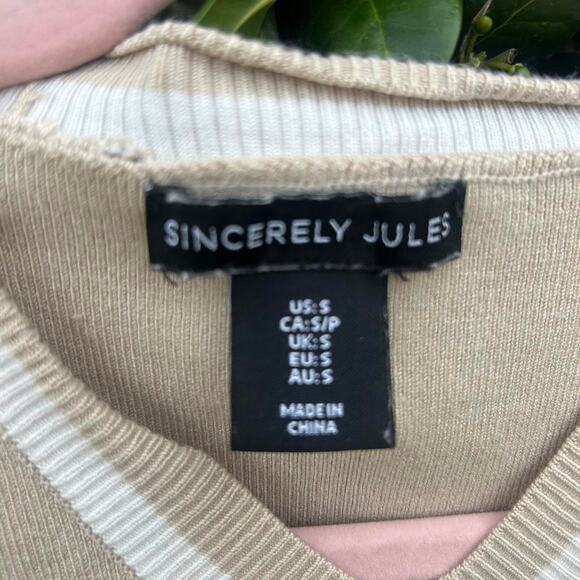 SINCERELY JULES
US:S
CA:S/P
UK:S
EU:S
AU:S
MADE IN
CHINA